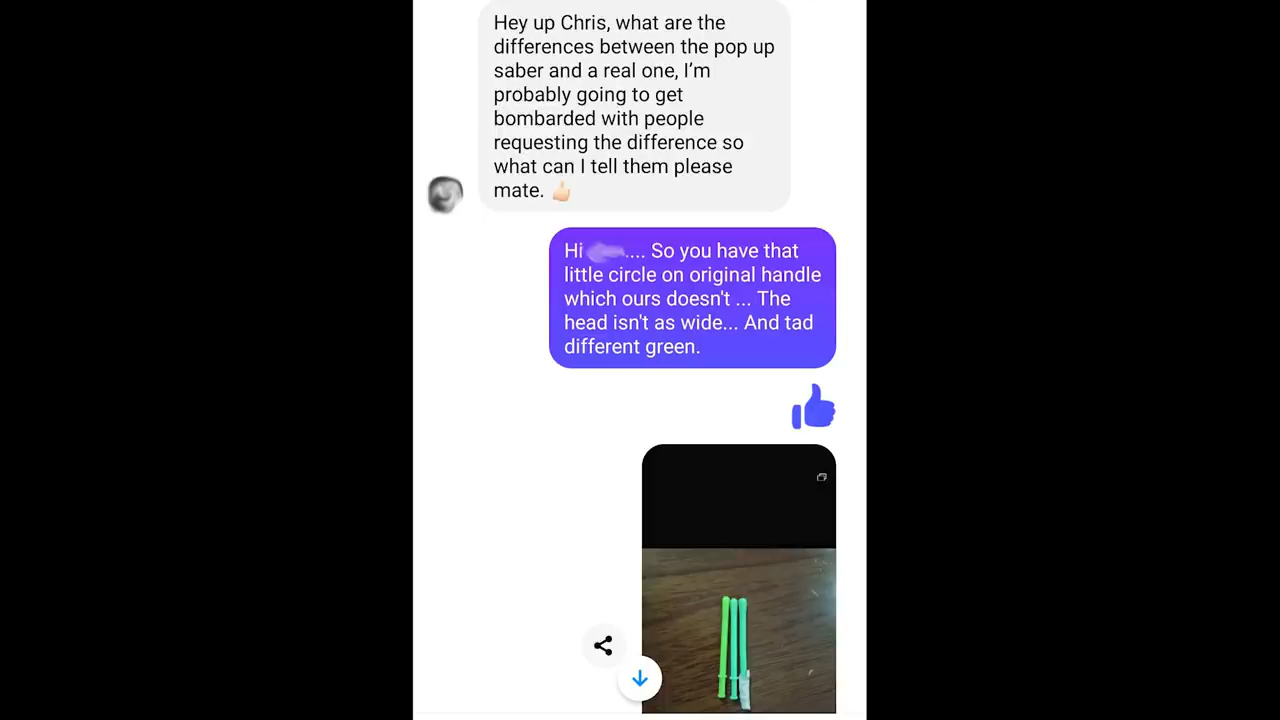 Hey up Chris, what are the
differences between the pop up
saber and a real one, I’m
probably going to get
bombarded with people
requesting the difference so
what can I tell them please
mate. 👍🏻
Hi .... So you have that
little circle on original handle
which ours doesn't ... The
head isn't as wide... And tad
different green.